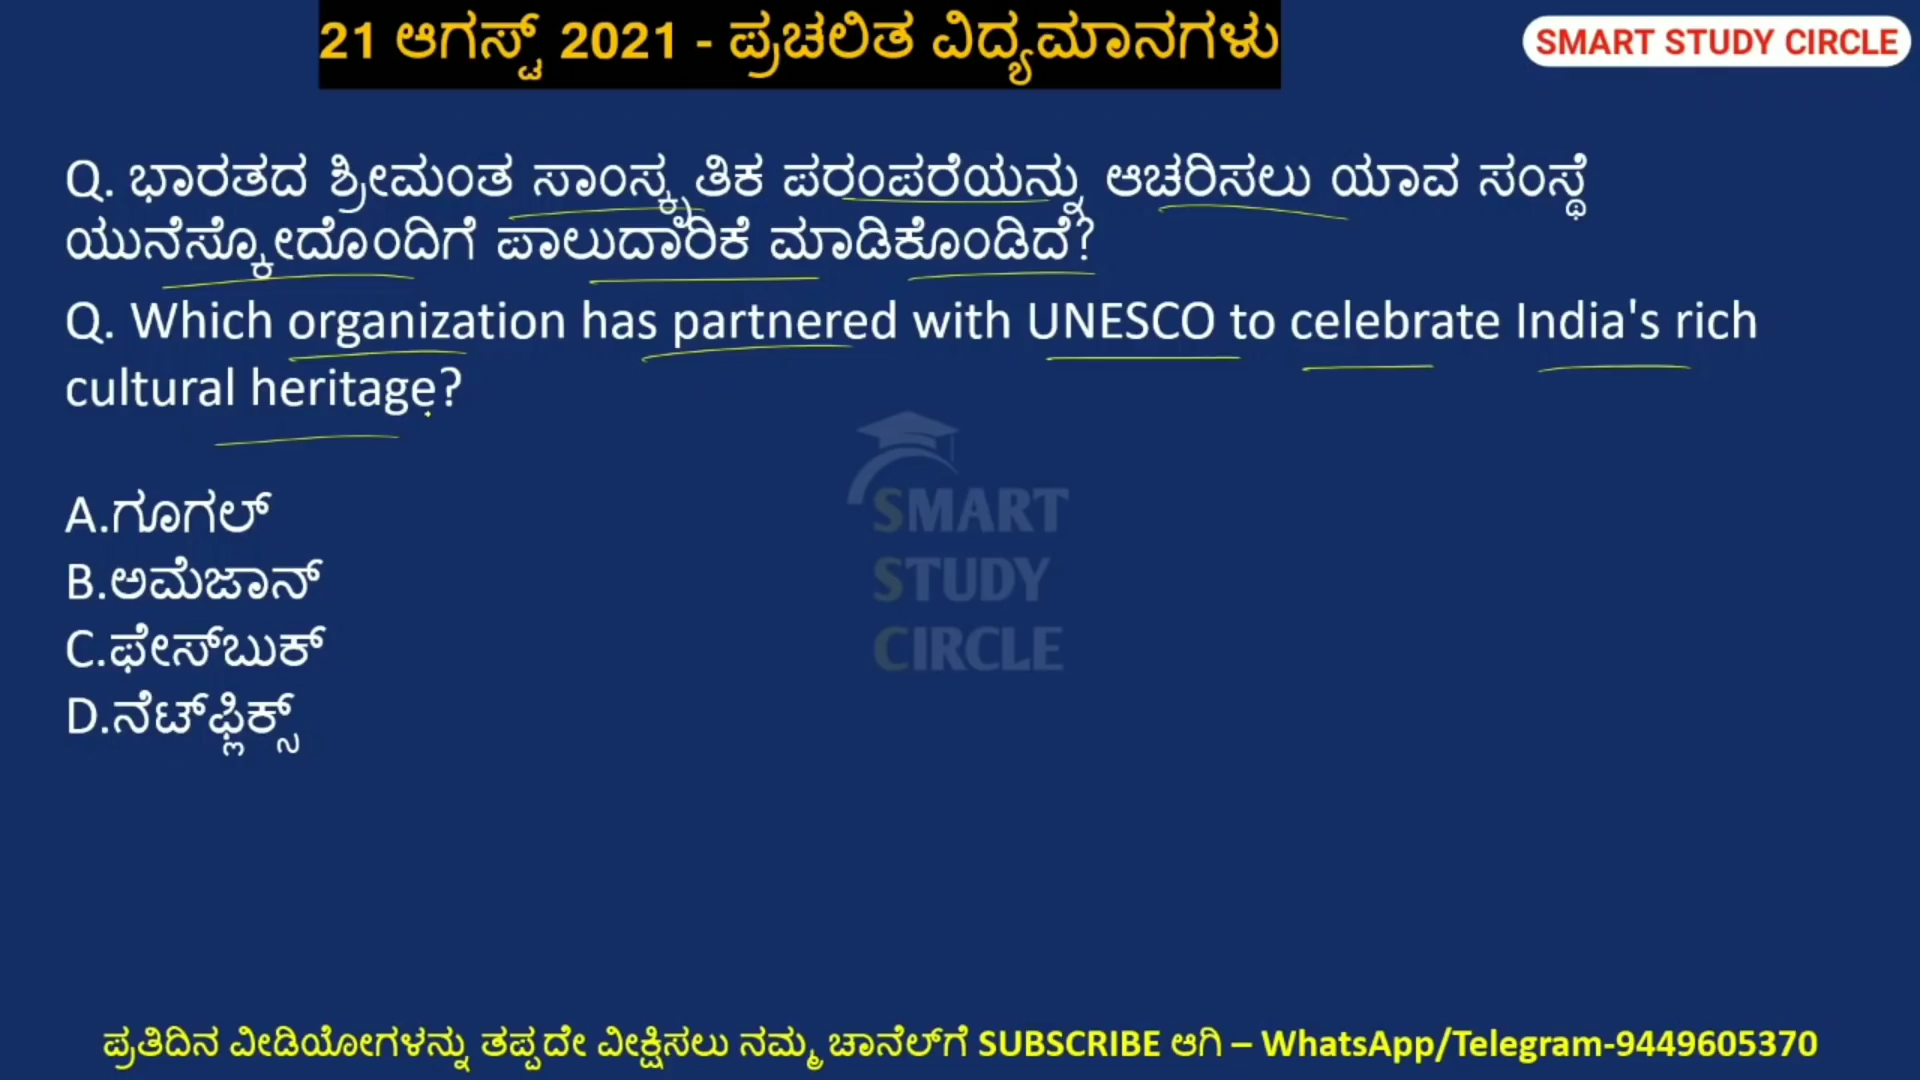 21 ಆಗಸ್ಟ್ 2021 - ಪ್ರಚಲಿತ ವಿದ್ಯಮಾನಗಳು
SMART STUDY CIRCLE
Q. ಭಾರತದ ಶ್ರೀಮಂತ ಸಾಂಸ್ಕೃತಿಕ ಪರಂಪರೆಯನ್ನು ಆಚರಿಸಲು ಯಾವ ಸಂಸ್ಥೆ
ಯುನೆಸ್ಕೋದೊಂದಿಗೆ ಪಾಲುದಾರಿಕೆ ಮಾಡಿಕೊಂಡಿದೆ?
Q. Which organization has partnered with UNESCO to celebrate India's rich
cultural heritage?
A.ಗೂಗಲ್
B.ಅಮೆಜಾನ್
C.ಫೇಸ್‌ಬುಕ್
D.ನೆಟ್‌ಫ್ಲಿಕ್ಸ್
SMART
STUDY
CIRCLE
ಪ್ರತಿದಿನ ವೀಡಿಯೋಗಳನ್ನು ತಪ್ಪದೇ ವೀಕ್ಷಿಸಲು ನಮ್ಮ ಚಾನೆಲ್‌ಗೆ SUBSCRIBE ಆಗಿ – WhatsApp/Telegram-9449605370